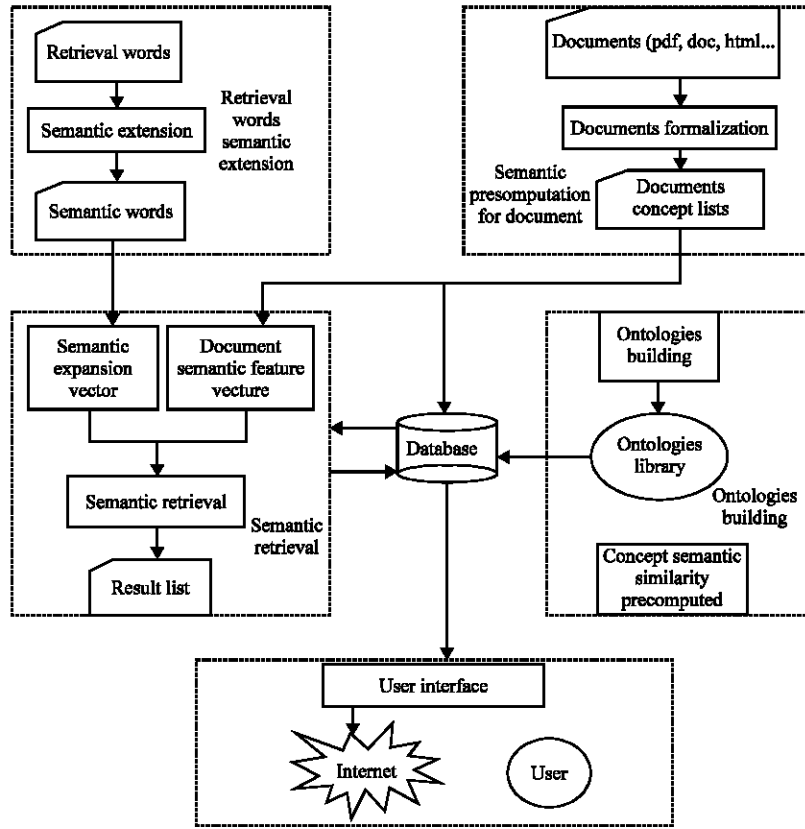 Retrieval words
Semantic extension
Semantic words
Retrieval
words
semantic
extension
Documents (pdf, doc, html...
Documents formalization
Semantic
presomputation
for document
Documents
concept lists
Semantic
expansion
vector
Document
semantic feature
vecture
Semantic retrieval
Semantic
retrieval
Result list
Database
Ontologies
building
Ontologies
library
Ontologies
building
Concept semantic
similarity
precomputed
User interface
Internet
User